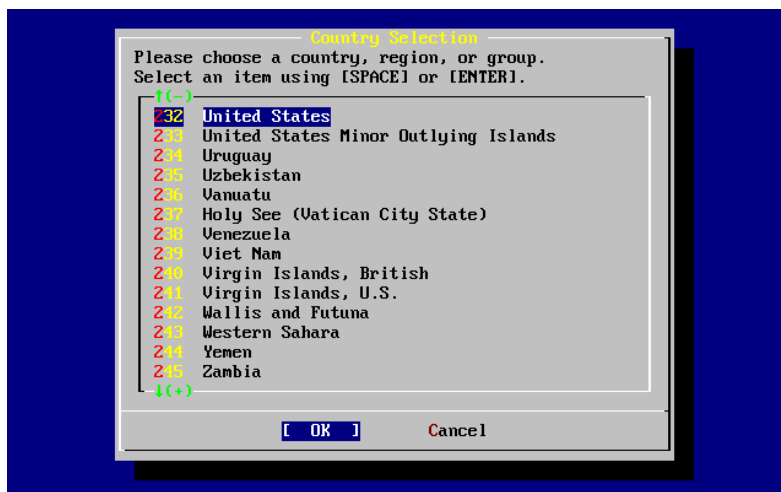 Country Selection
Please choose a country, region, or group.
Select an item using [SPACE] or [ENTER].
↑(-)
232 United States
233 United States Minor Outlying Islands
234 Uruguay
235 Uzbekistan
236 Vanuatu
237 Holy See (Vatican City State)
238 Venezuela
239 Viet Nam
240 Virgin Islands, British
241 Virgin Islands, U.S.
242 Wallis and Futuna
243 Western Sahara
244 Yemen
245 Zambia
↓(+)
[ OK ] Cancel